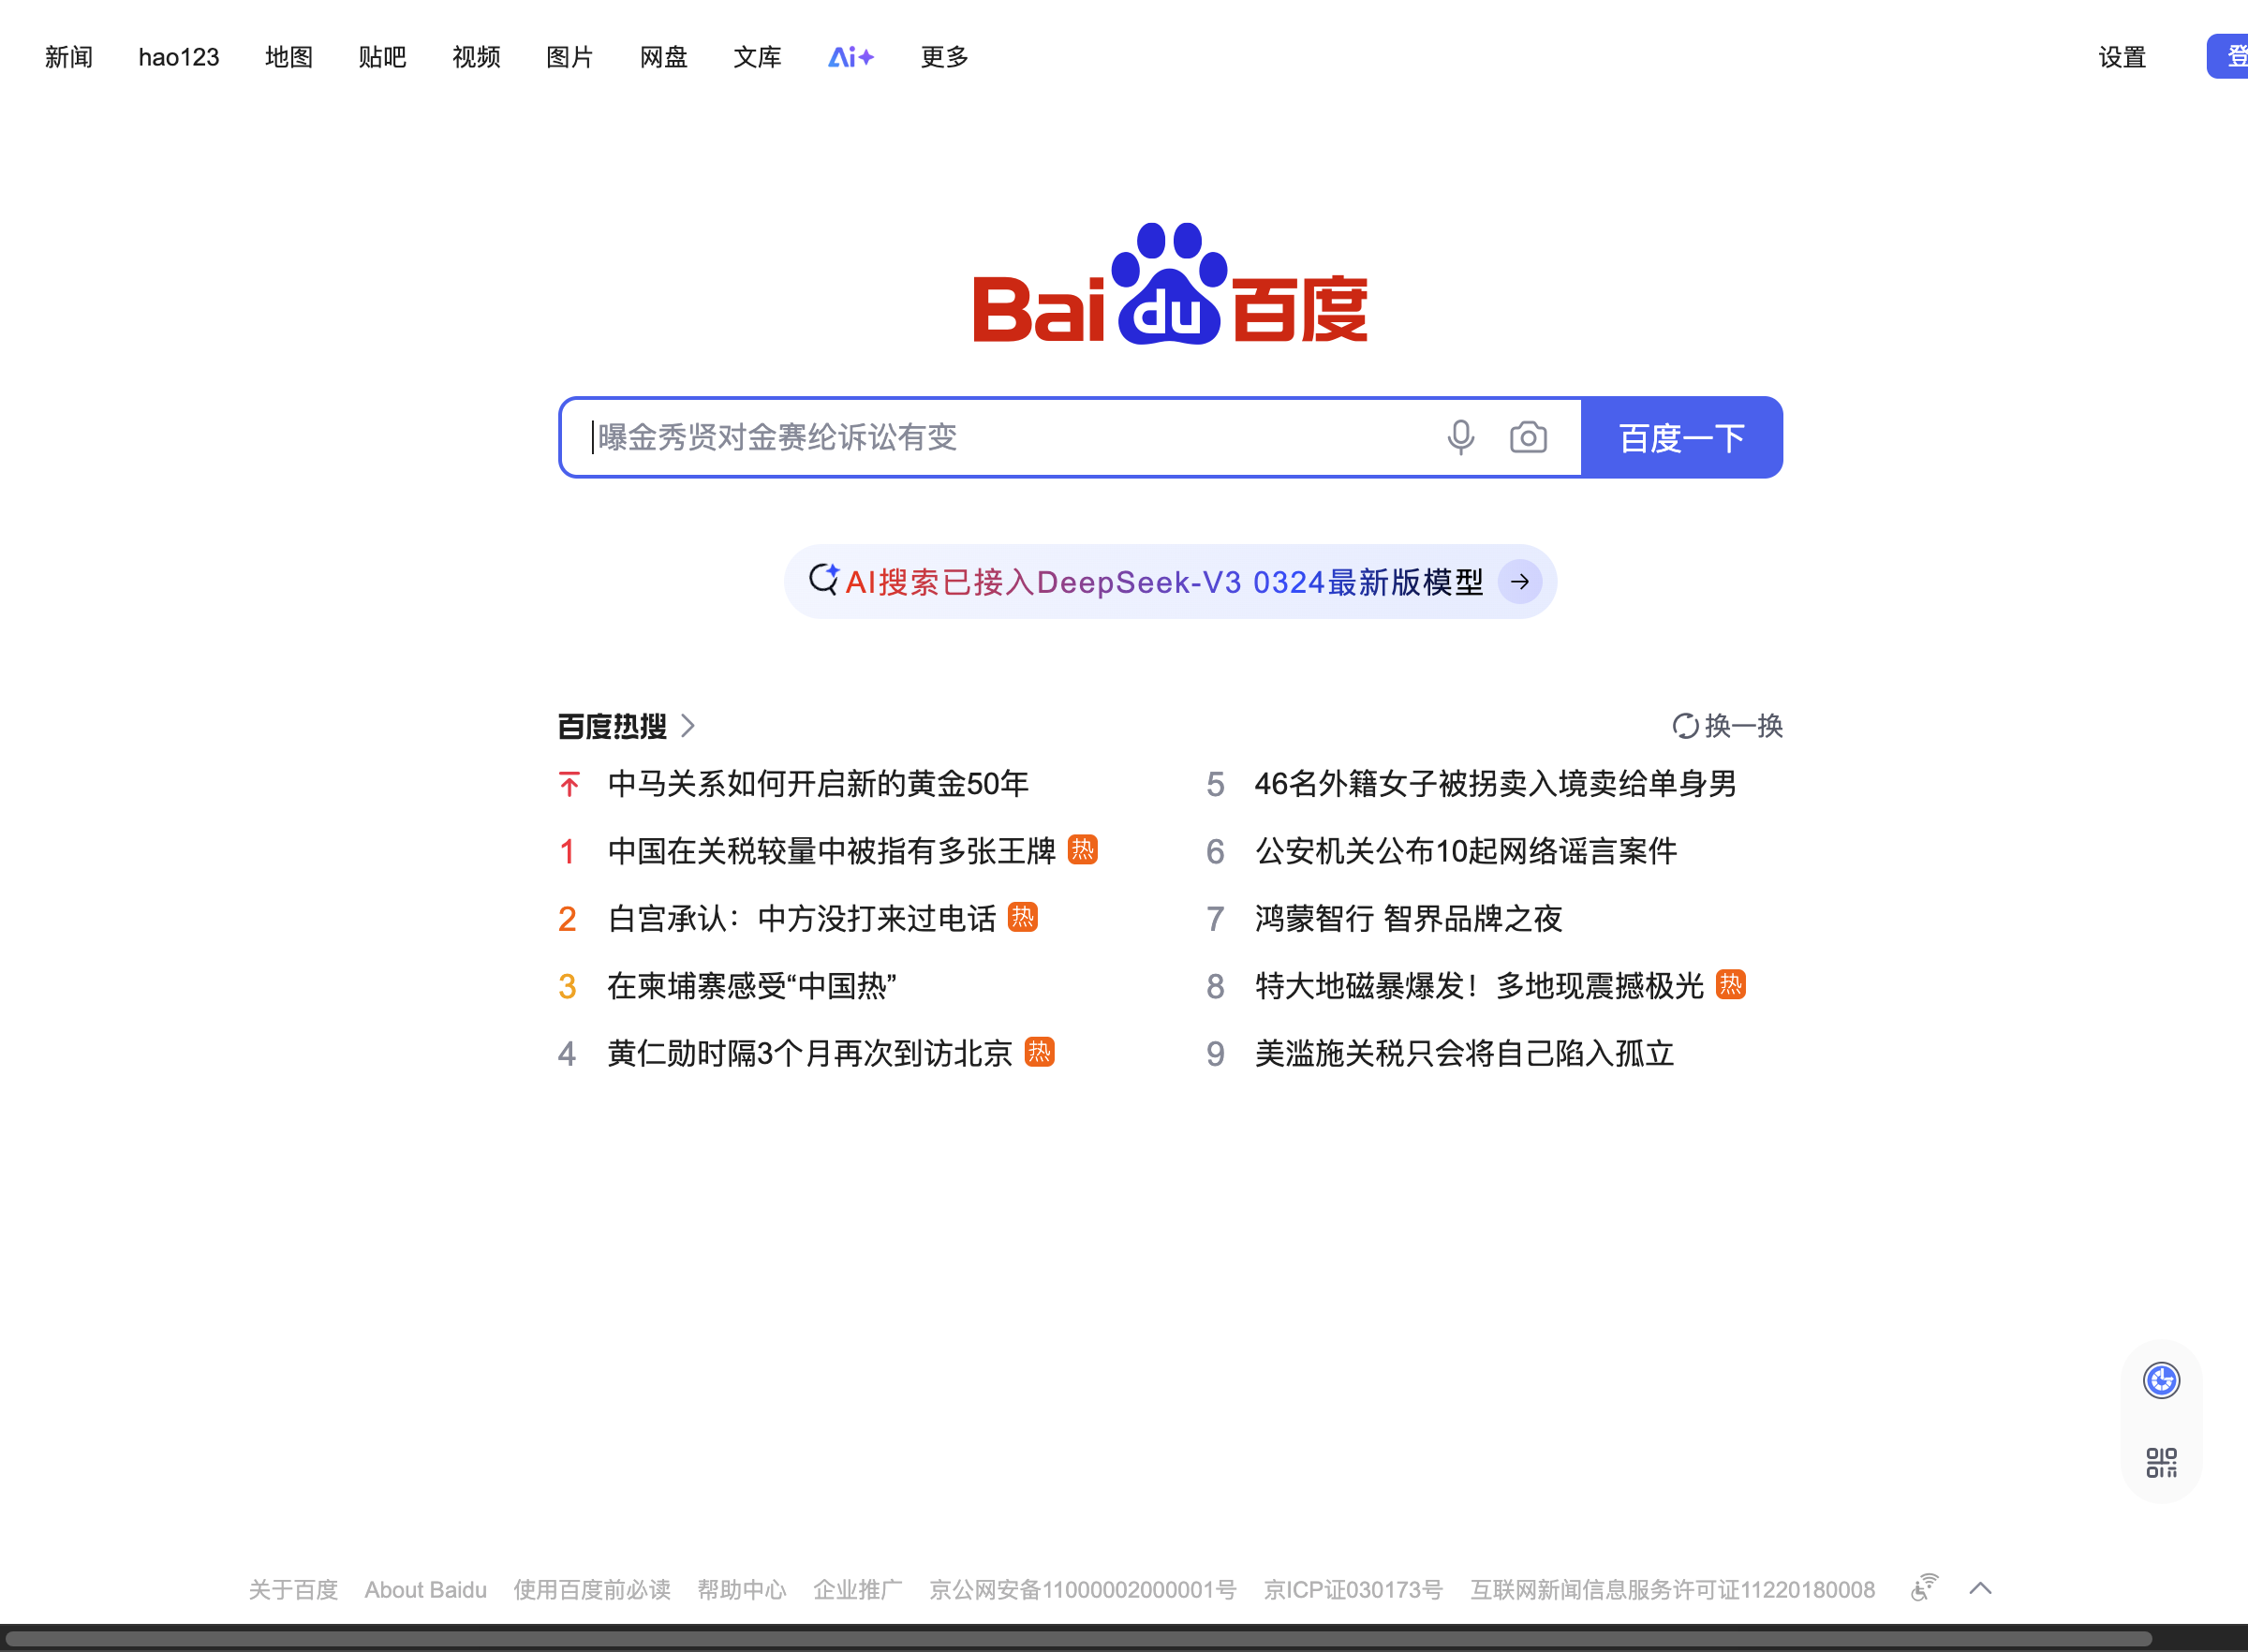 新闻 hao123 地图 贴吧 视频 图片 网盘 文库 Ai 更多 设置 登
Bai du 百度
曝金秀贤对金赛纶诉讼有变 百度一下
AI搜索已接入DeepSeek-V3 0324最新版模型
百度热搜 换一换
中马关系如何开启新的黄金50年
1 中国在关税较量中被指有多张王牌 热
2 白宫承认：中方没打来过电话 热
3 在柬埔寨感受“中国热”
4 黄仁勋时隔3个月再次到访北京 热
5 46名外籍女子被拐卖入境卖给单身男
6 公安机关公布10起网络谣言案件
7 鸿蒙智行 智界品牌之夜
8 特大地磁暴爆发！多地现震撼极光 热
9 美滥施关税只会将自己陷入孤立
关于百度 About Baidu 使用百度前必读 帮助中心 企业推广 京公网安备11000002000001号 京ICP证030173号 互联网新闻信息服务许可证11220180008